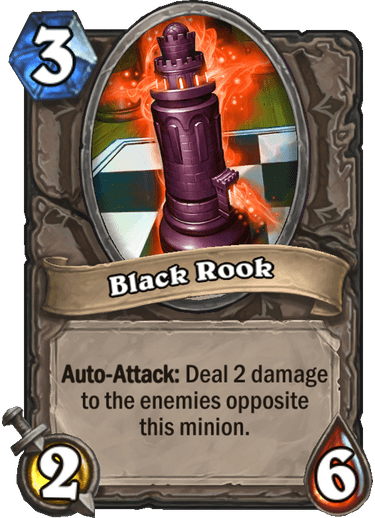 3
Black Rook
Auto-Attack: Deal 2 damage
to the enemies opposite
this minion.
2
6